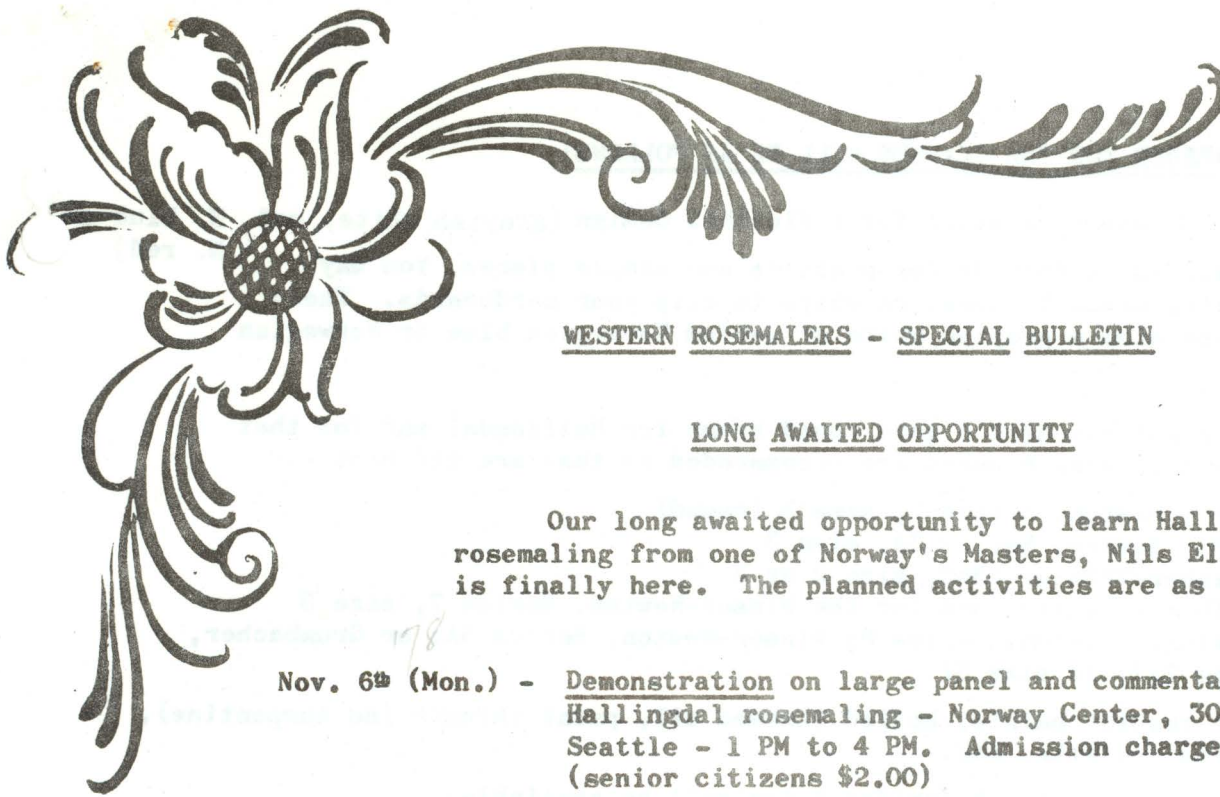 WESTERN ROSEMALERS - SPECIAL BULLETIN
LONG AWAITED OPPORTUNITY
Our long awaited opportunity to learn Hall
rosemaling from one of Norway's Masters, Nils El
is finally here. The planned activities are as
78
Nov. 6th (Mon.) - Demonstration on large panel and commenta
Hallingdal rosemaling - Norway Center, 30
Seattle - 1 PM to 4 PM. Admission charge
(senior citizens $2.00)